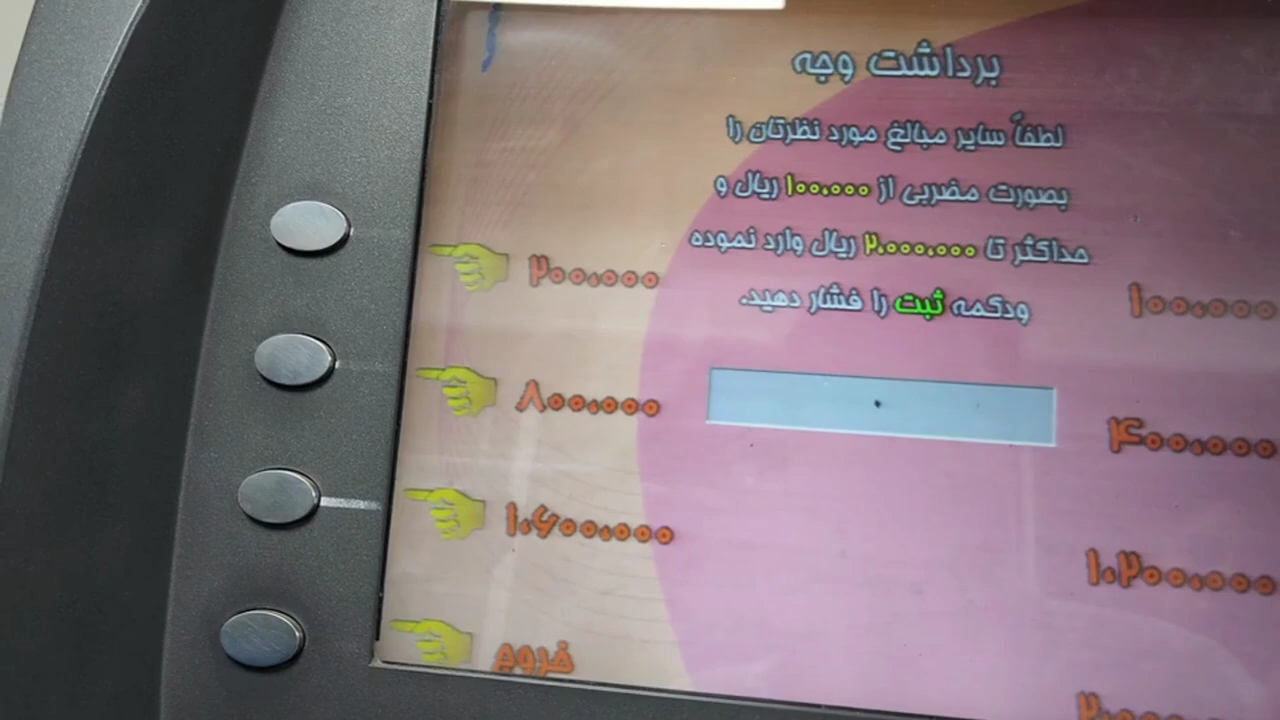 برداشت وجه
لطفاً سایر مبالغ مورد نظرتان را
بصورت مضربی از ۱۰۰،۰۰۰ ریال و
حداکثر تا ۲،۰۰۰،۰۰۰ ریال وارد نموده
ودکمه ثبت را فشار دهید.
۱۰۰،۰۰۰
۲۰۰،۰۰۰
۴۰۰،۰۰۰
۸۰۰،۰۰۰
۱،۲۰۰،۰۰۰
۱،۶۰۰،۰۰۰
خروج